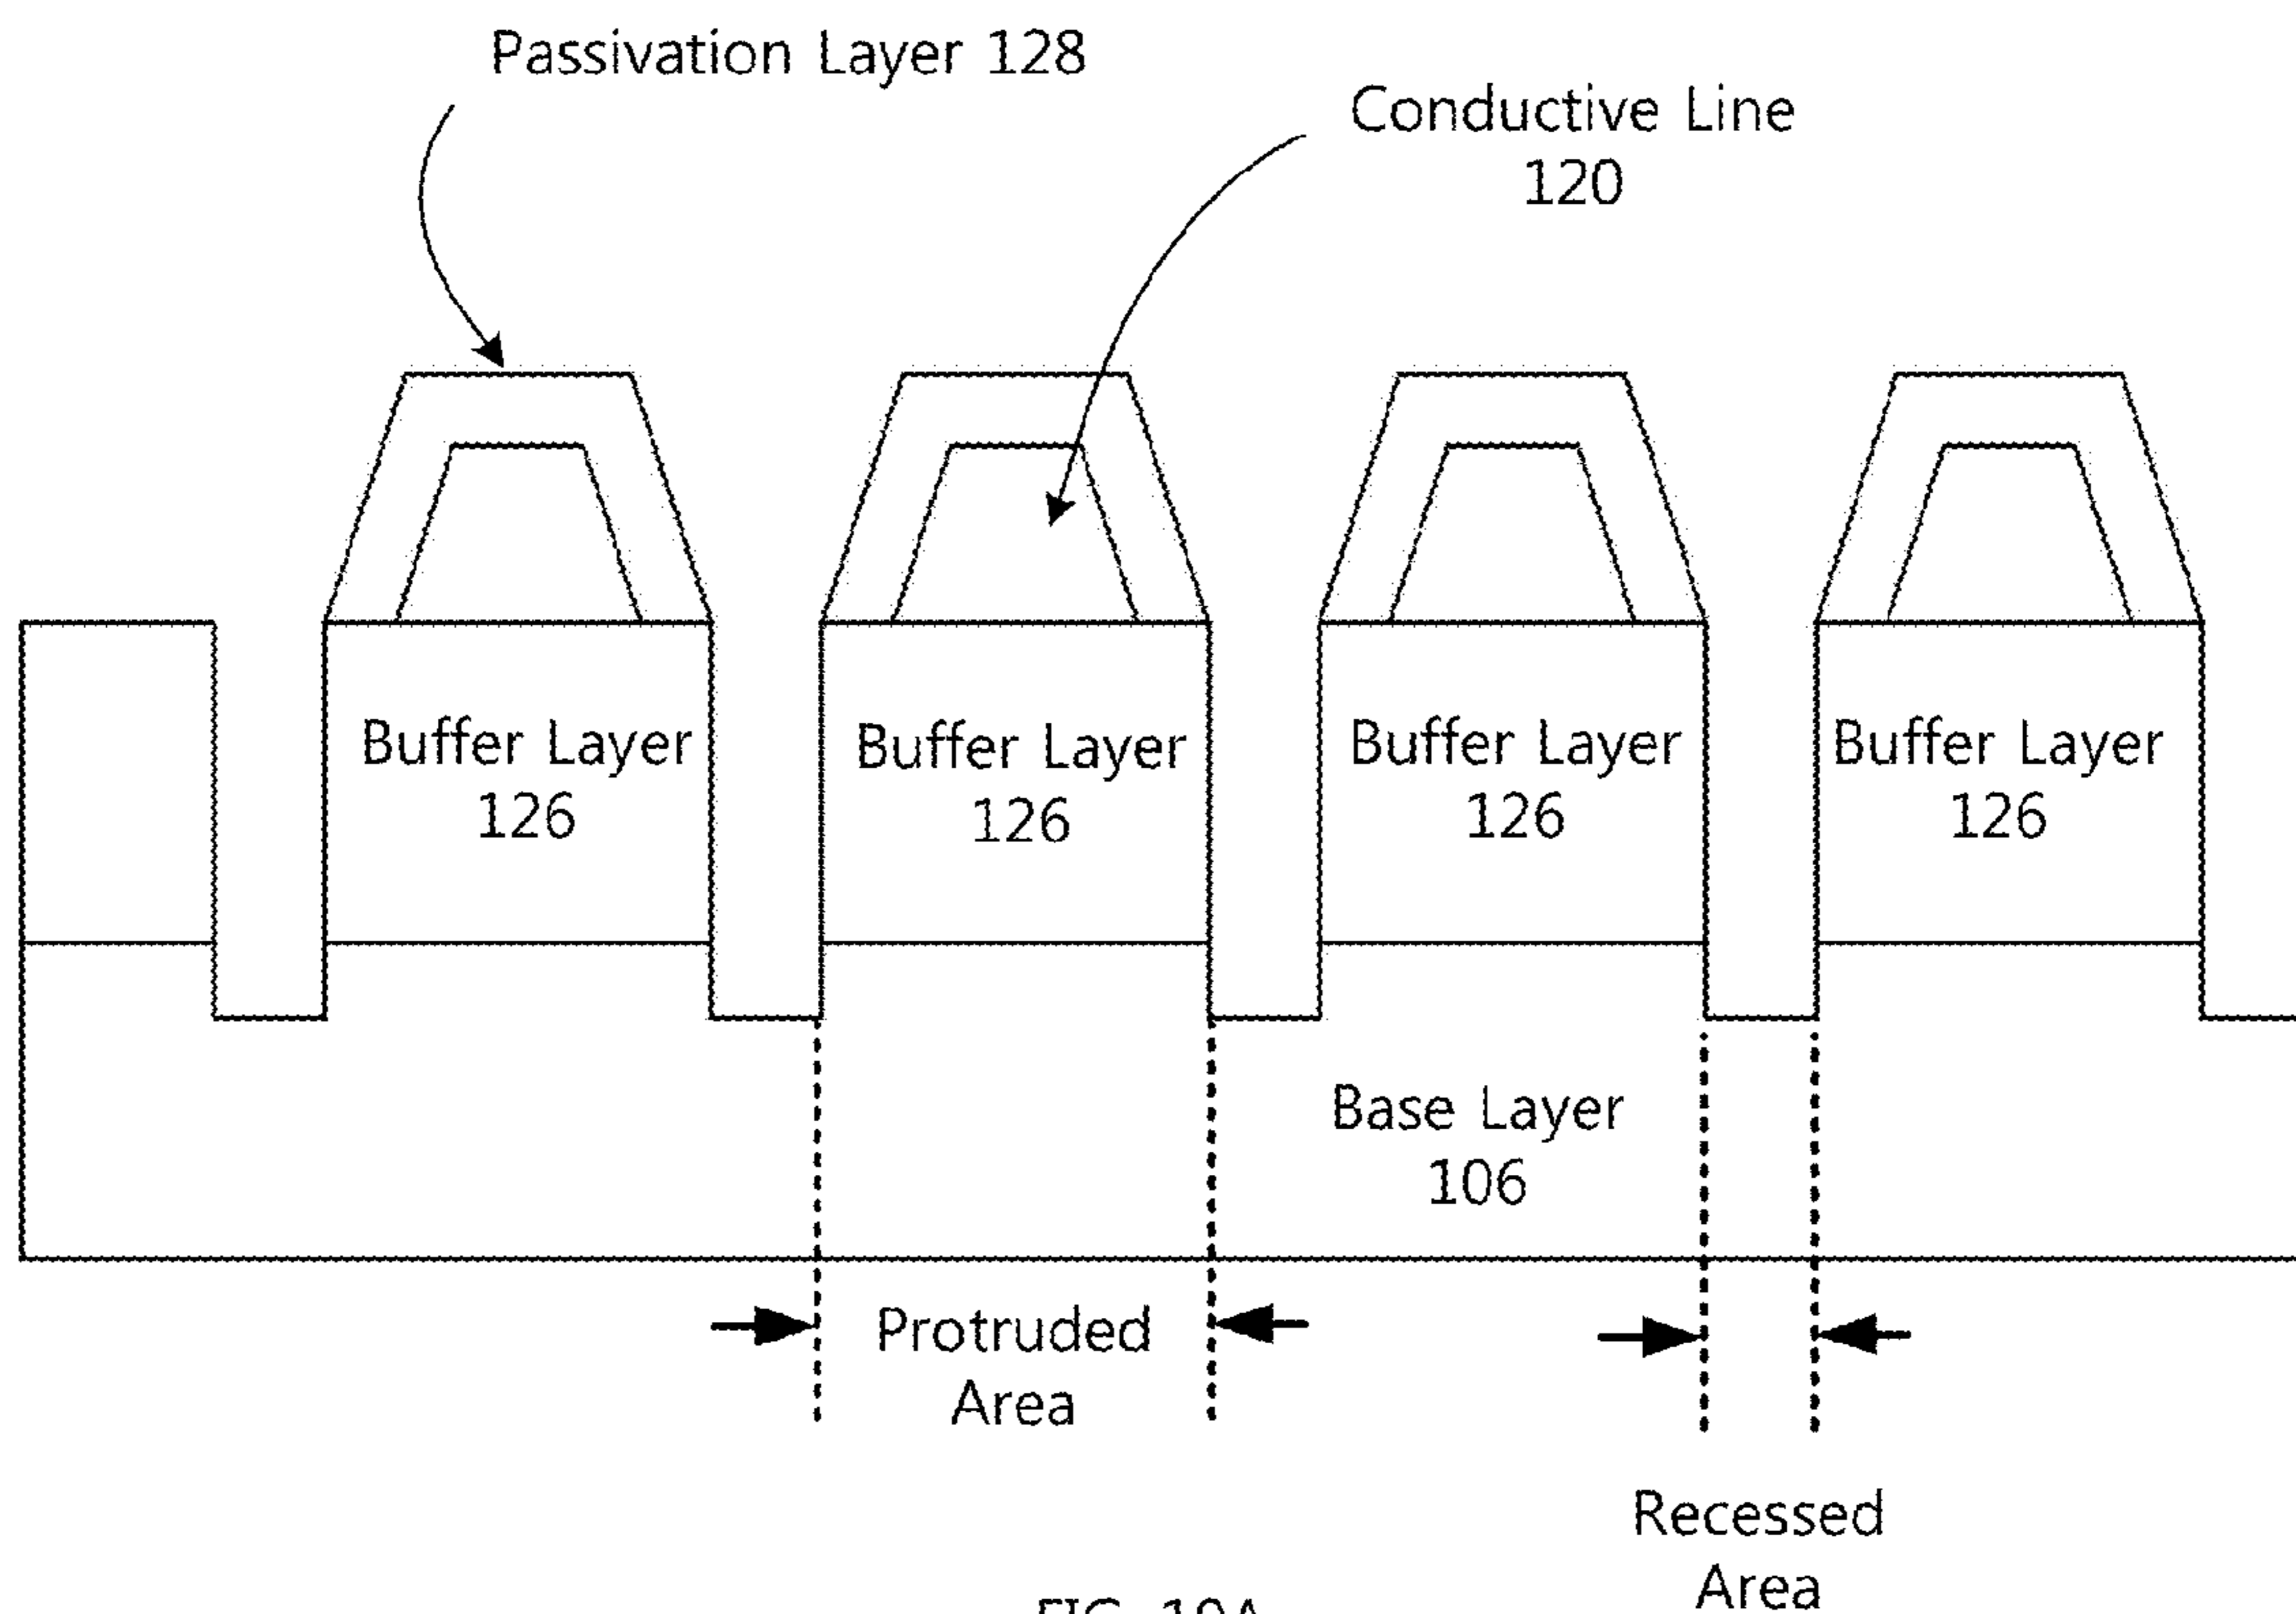 Passivation Layer 128
Conductive Line
120
Buffer Layer
126
Buffer Layer
126
Buffer Layer
126
Buffer Layer
126
Base Layer
106
Protruded
Area
Recessed
Area
FIG.